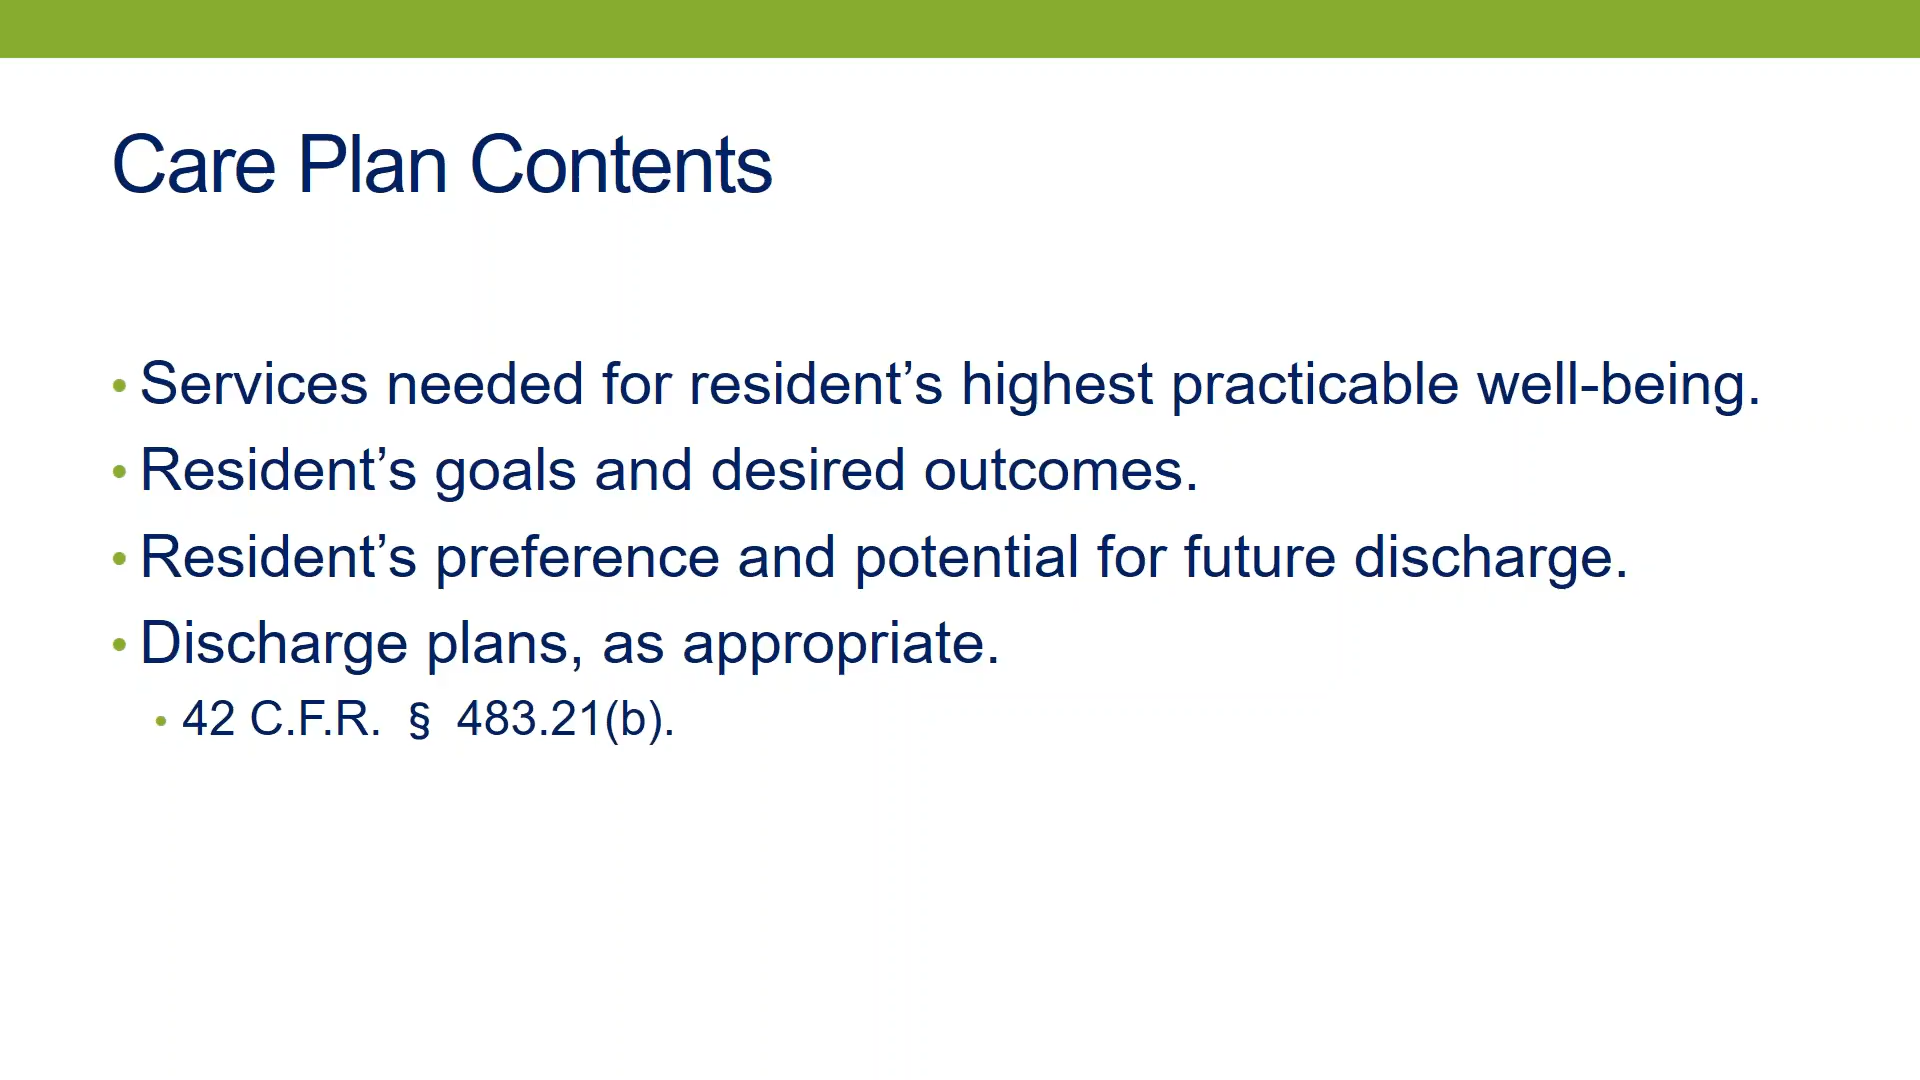 Care Plan Contents
• Services needed for resident’s highest practicable well-being.
• Resident’s goals and desired outcomes.
• Resident’s preference and potential for future discharge.
• Discharge plans, as appropriate.
• 42 C.F.R. § 483.21(b).